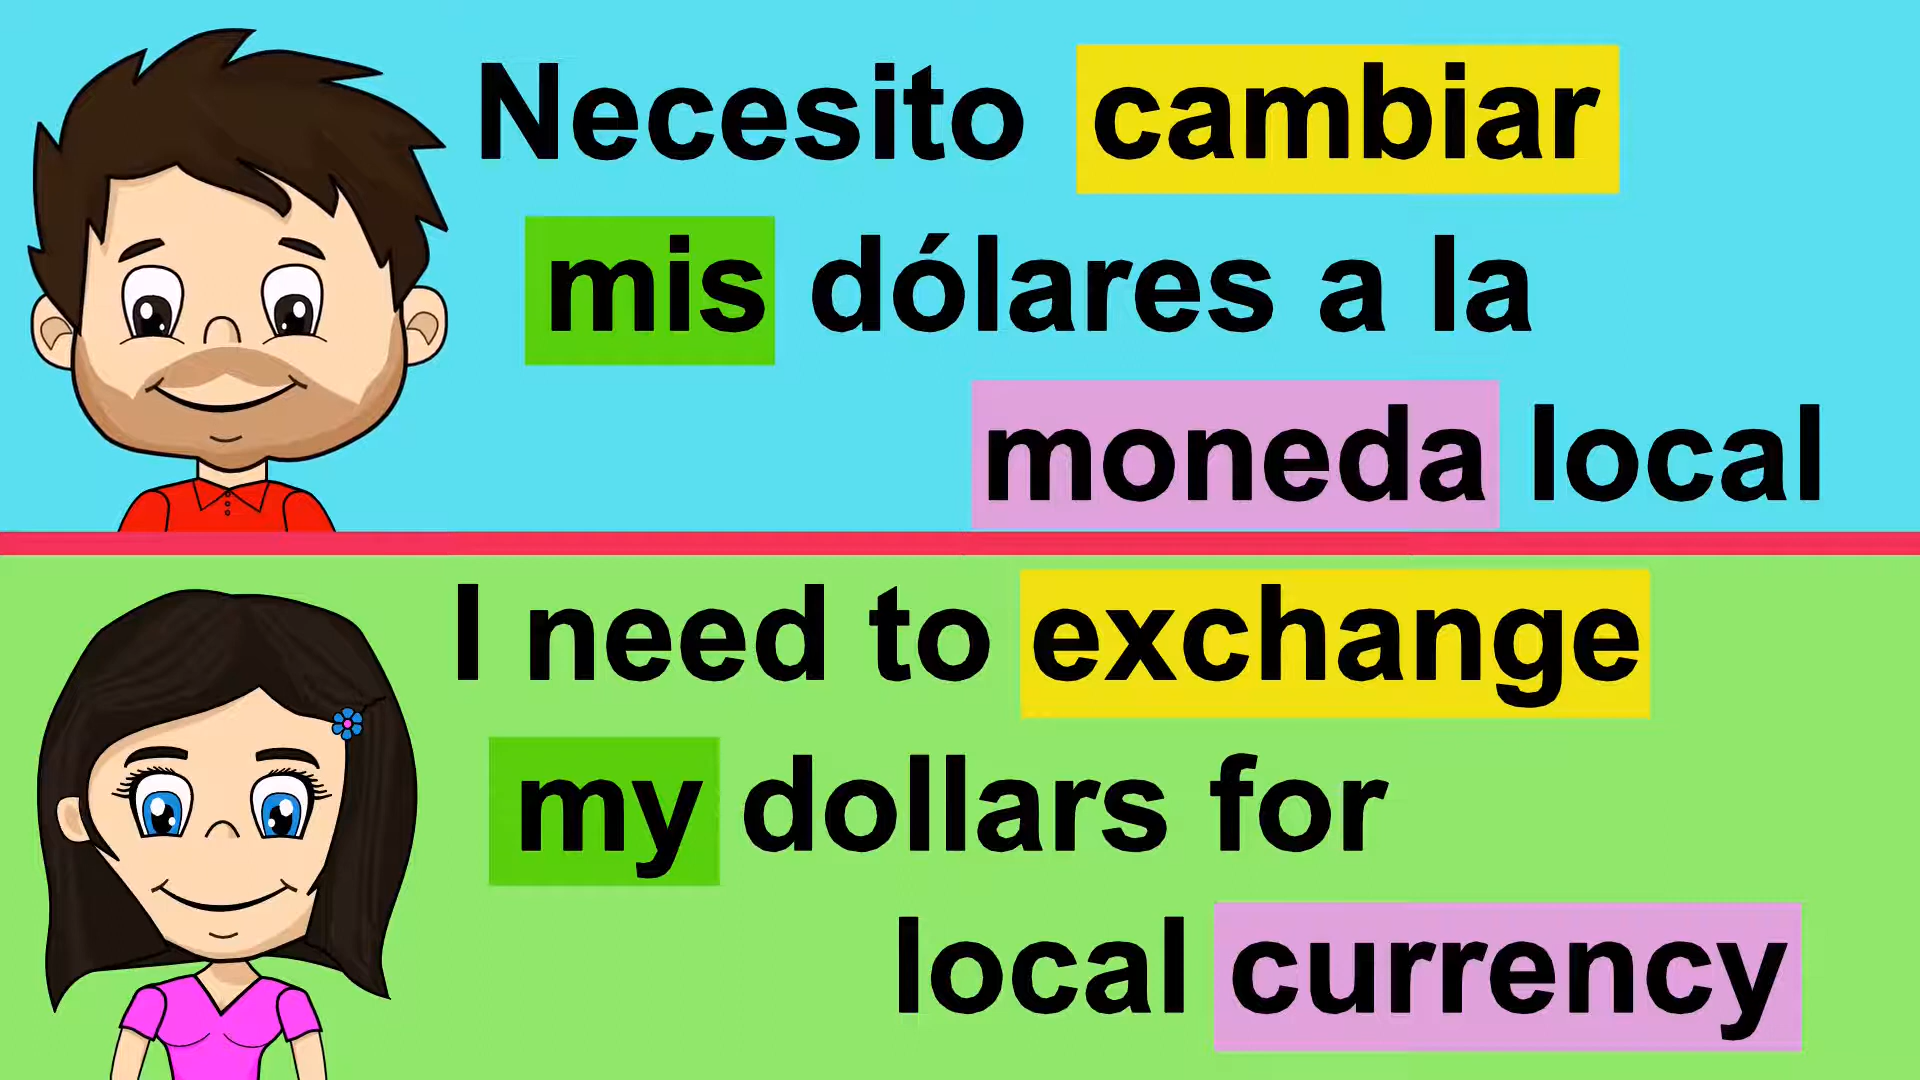 Necesito cambiar
mis dólares a la
moneda local
I need to exchange
my dollars for
local currency